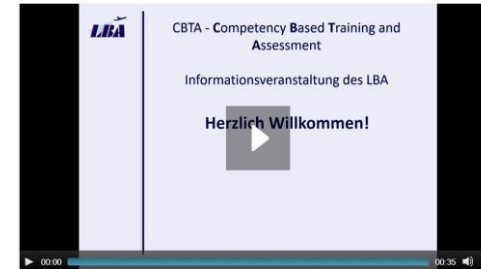 LBA
CBTA - Competency Based Training and
Assessment
Informationsveranstaltung des LBA
Herzlich Willkommen!
00:00
00:35